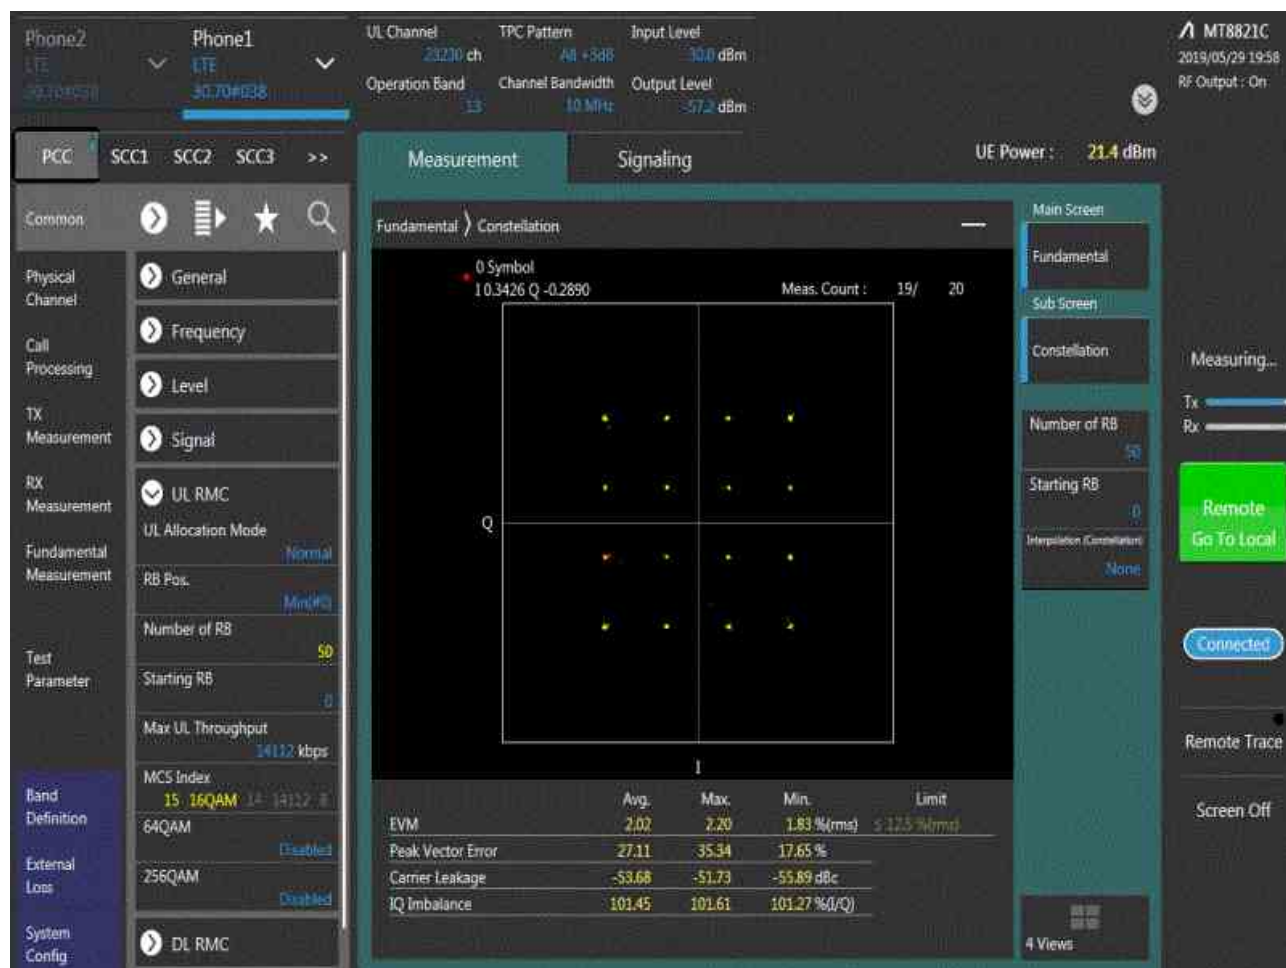 Phone2
LTE
Phone1
LTE
30.70#038
UL Channel
23230 ch
TPC Pattern
All +3dB
Input Level
30.0 dBm
Operation Band
13
Channel Bandwidth
10 MHz
Output Level
-57.2 dBm
MT8821C
2019/05/29 19:58
RF Output : On
PCC SCC1 SCC2 SCC3 >>
Measurement
Signaling
UE Power : 21.4 dBm
Common
Physical
Channel
Call
Processing
TX
Measurement
RX
Measurement
Fundamental
Measurement
Test
Parameter
Band
Definition
External
Loss
System
Config
General
Frequency
Level
Signal
UL RMC
UL Allocation Mode
Normal
RB Pos.
Min(#0)
Number of RB
50
Starting RB
0
Max UL Throughput
14112 kbps
MCS Index
15 16QAM 14 14112 8
64QAM
Disabled
256QAM
Disabled
DL RMC
Fundamental Constellation
0 Symbol
I 0.3426 Q -0.2890
Meas. Count : 19/ 20
Q
I
Avg. Max. Min. Limit
EVM 2.02 2.20 1.83 %(rms) ≤ 12.5 %(rms)
Peak Vector Error 27.11 35.34 17.65 %
Carrier Leakage -53.68 -51.73 -55.89 dBc
IQ Imbalance 101.45 101.61 101.27 %(I/Q)
Main Screen
Fundamental
Sub Screen
Constellation
Number of RB
50
Starting RB
0
Interpolation (Constellation)
None
4 Views
Measuring...
Tx
Rx
Remote
Go To Local
Connected
Remote Trace
Screen Off